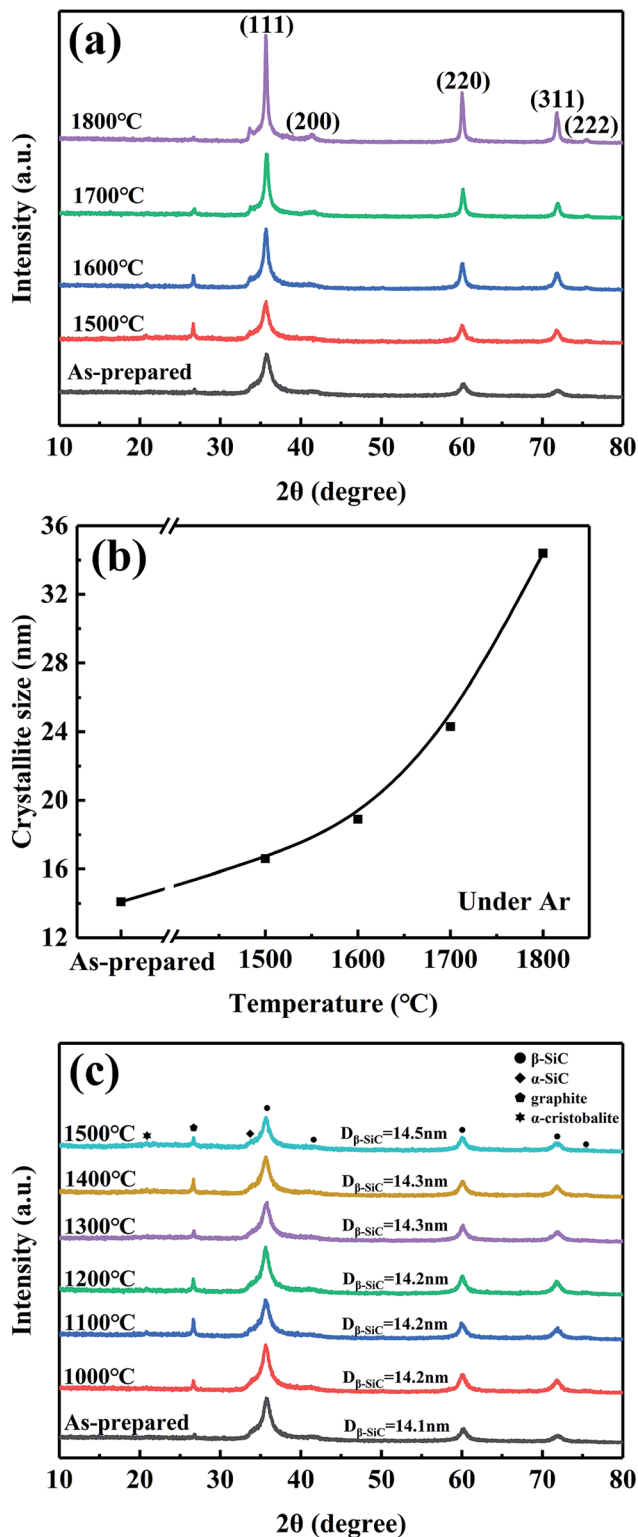 (a)
(111)
1800°C
(200)
(220)
(311)
(222)
1700°C
1600°C
1500°C
As-prepared
Intensity (a.u.)
10 20 30 40 50 60 70 80
2θ (degree)
(b)
36
32
28
24
20
16
12
Crystallite size (nm)
Under Ar
As-prepared 1500 1600 1700 1800
Temperature (°C)
(c)
β-SiC
α-SiC
graphite
α-cristobalite
1500°C
Dβ-SiC=14.5nm
1400°C
Dβ-SiC=14.3nm
1300°C
Dβ-SiC=14.3nm
1200°C
Dβ-SiC=14.2nm
1100°C
Dβ-SiC=14.2nm
1000°C
Dβ-SiC=14.2nm
As-prepared
Dβ-SiC=14.1nm
Intensity (a.u.)
10 20 30 40 50 60 70 80
2θ (degree)